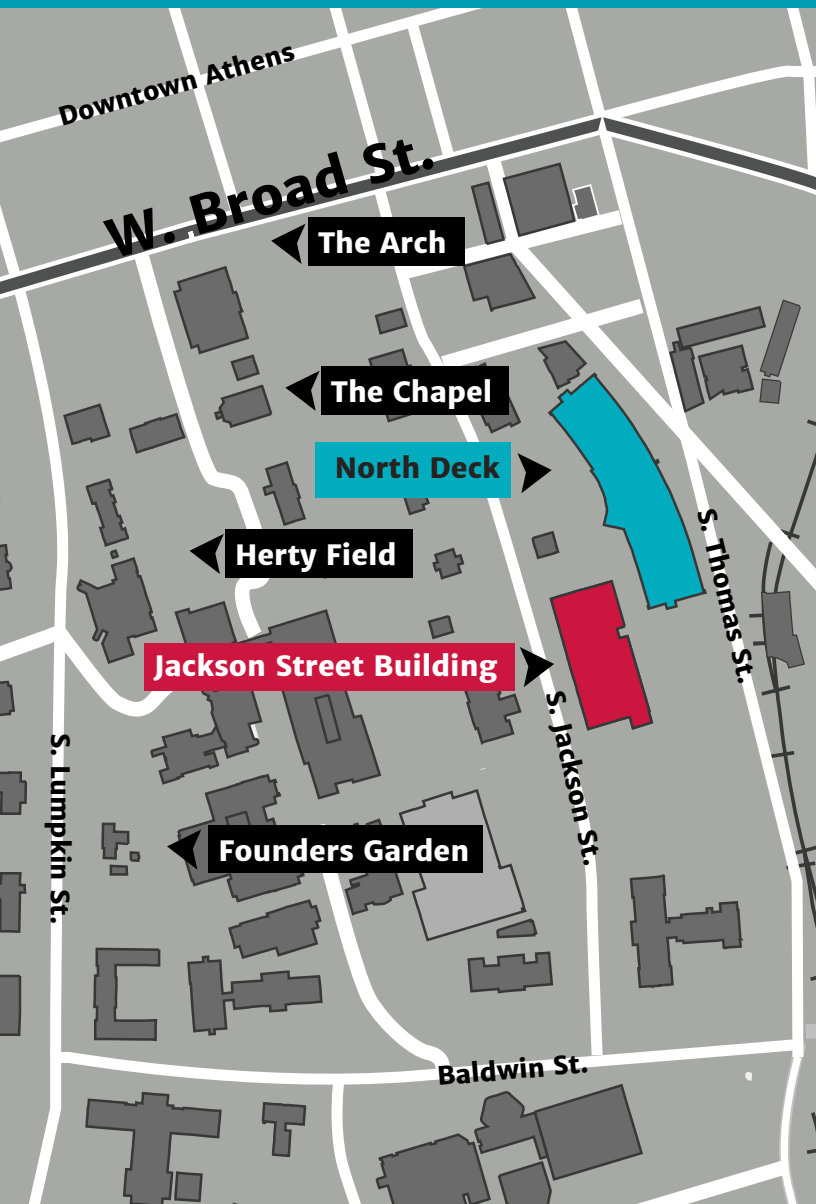 Downtown Athens
W. Broad St.
The Arch
The Chapel
North Deck
Herty Field
S. Thomas St.
Jackson Street Building
S. Jackson St.
S. Lumpkin St.
Founders Garden
Baldwin St.